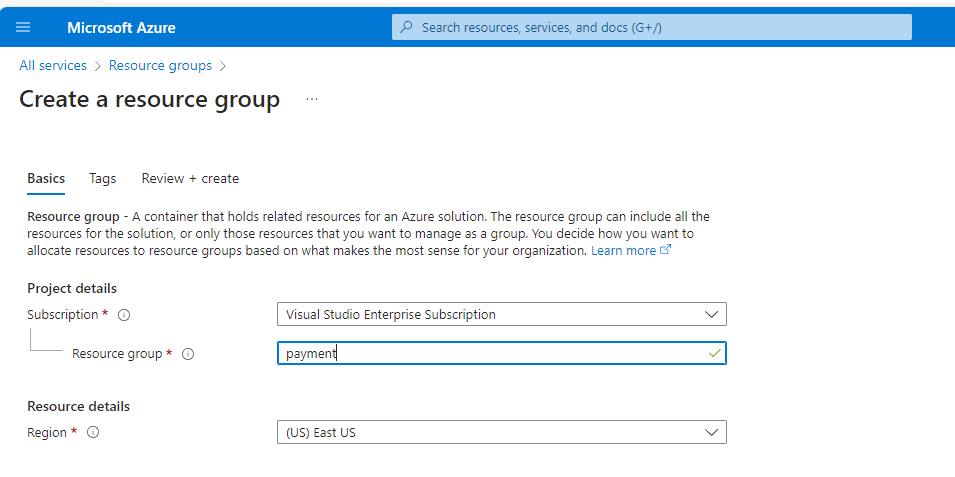 Microsoft Azure
Search resources, services, and docs (G+/)
All services > Resource groups >
Create a resource group ...
Basics Tags Review + create
Resource group - A container that holds related resources for an Azure solution. The resource group can include all the
resources for the solution, or only those resources that you want to manage as a group. You decide how you want to
allocate resources to resource groups based on what makes the most sense for your organization. Learn more
Project details
Subscription * Visual Studio Enterprise Subscription
Resource group * payment
Resource details
Region * (US) East US